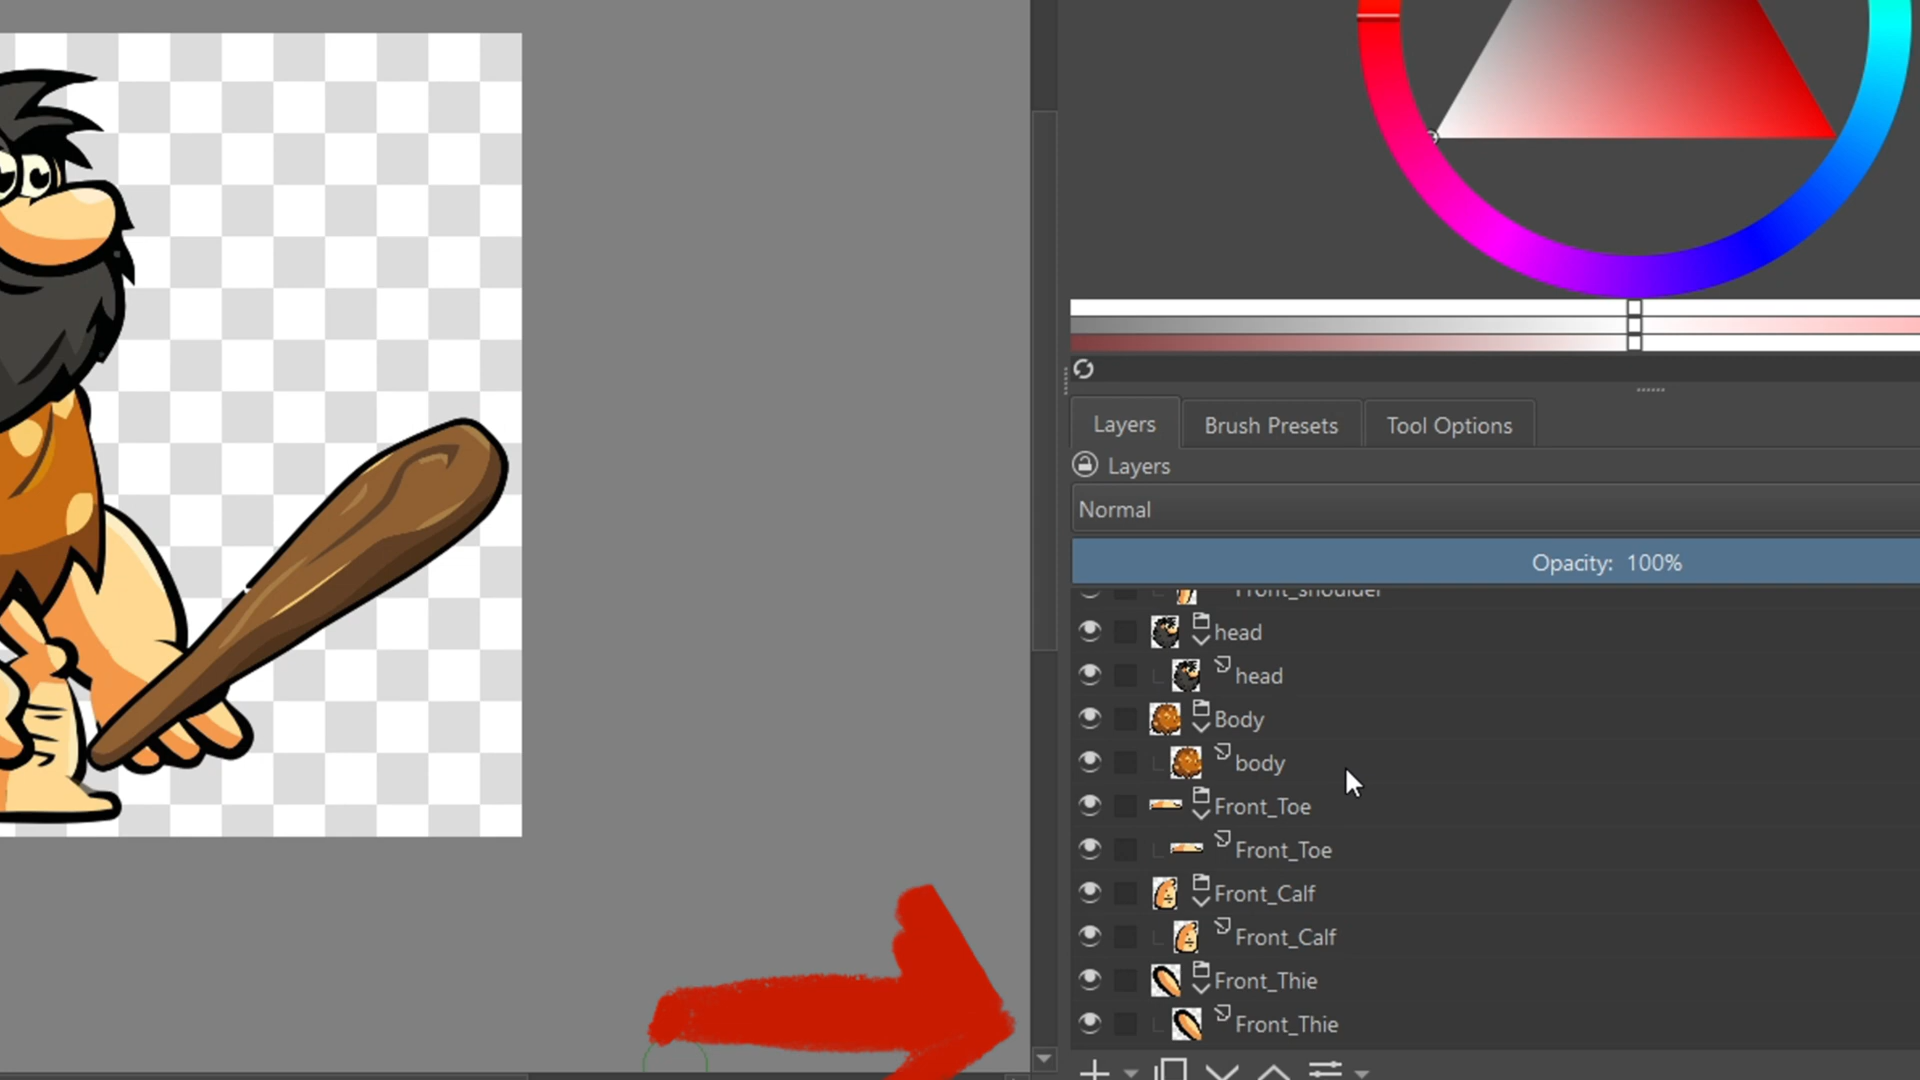 Layers Brush Presets Tool Options
Layers
Normal
Opacity: 100%
Front_shoulder
head
head
Body
body
Front_Toe
Front_Toe
Front_Calf
Front_Calf
Front_Thie
Front_Thie